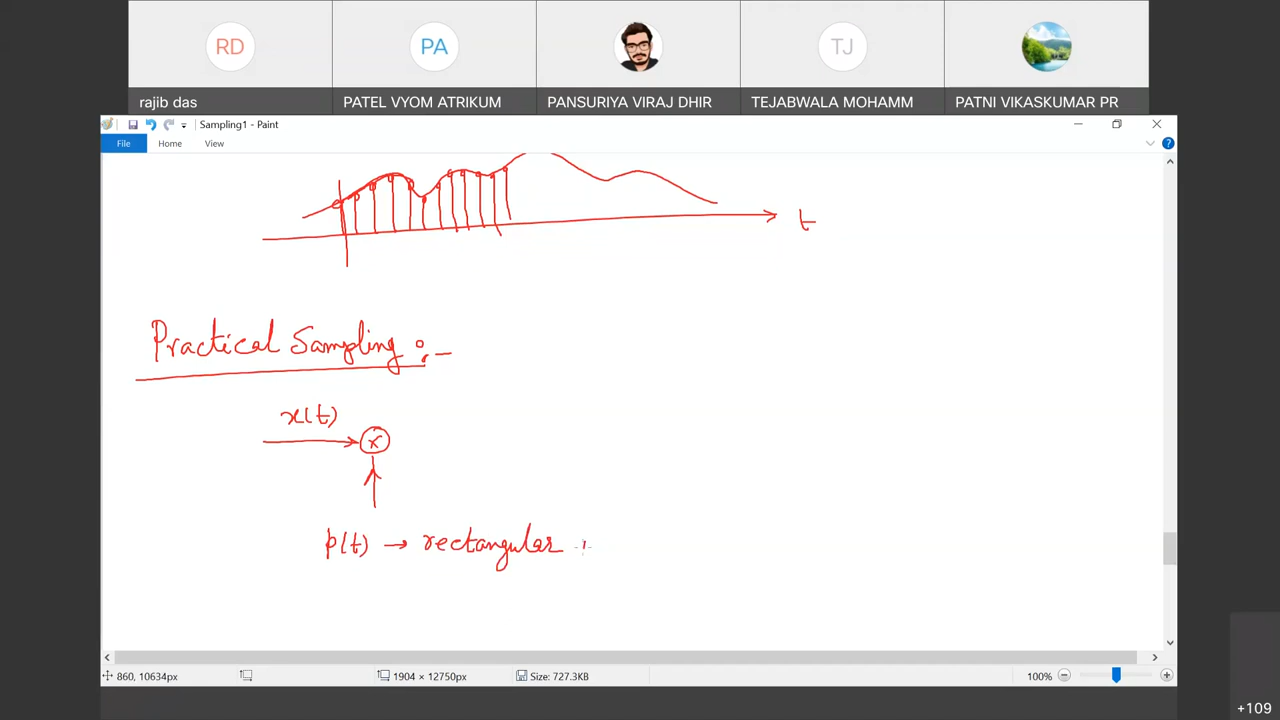 RD
PA
TJ
rajib das
PATEL VYOM ATRIKUM
PANSURIYA VIRAJ DHIR
TEJABWALA MOHAMM
PATNI VIKASKUMAR PR
Sampling1 - Paint
File
Home
View
t
Practical Sampling :-
x(t)
x
p(t) → rectangular
860, 10634px
1904 × 12750px
Size: 727.3KB
100%
+109